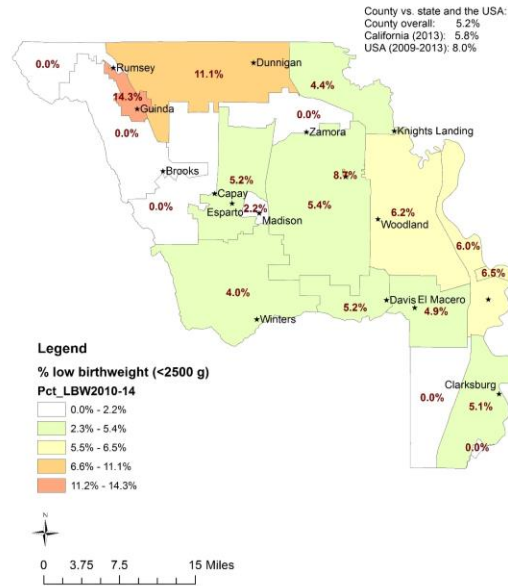 County vs. state and the USA:
County overall: 5.2%
California (2013): 5.8%
USA (2009-2013): 8.0%
0.0%
Rumsey
11.1%
Dunnigan
4.4%
14.3%
Guinda
0.0%
0.0%
Zamora
Knights Landing
Brooks
8.7%
5.2%
Capay
0.0%
Esparto
2.2%
Madison
5.4%
6.2%
Woodland
6.0%
6.5%
4.0%
Winters
5.2%
Davis
El Macero
4.9%
Legend
% low birthweight (<2500 g)
Pct_LBW2010-14
0.0% - 2.2%
2.3% - 5.4%
5.5% - 6.5%
6.6% - 11.1%
11.2% - 14.3%
0.0%
Clarksburg
5.1%
0.0%
N
0 3.75 7.5 15 Miles